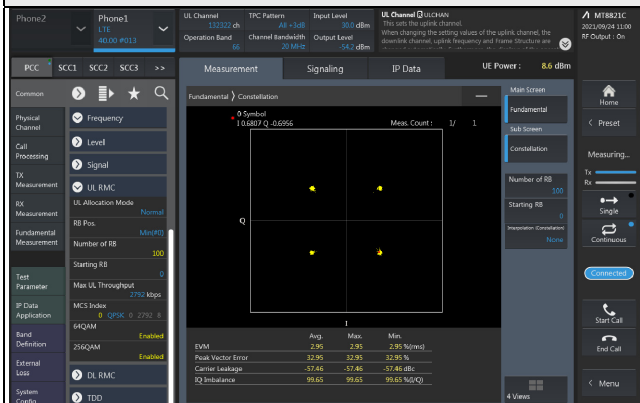 Phone2
Phone1
LTE
40.00 #013
UL Channel
132322 ch
TPC Pattern
All +3dB
Input Level
30.0 dBm
Operation Band
66
Channel Bandwidth
20 MHz
Output Level
-54.2 dBm
UL Channel ULCHAN
This sets the uplink channel.
When changing the setting values of the uplink channel, the
downlink channel, uplink frequency and Frame Structure are
MT8821C
2021/09/24 11:00
RF Output : On
PCC SCC1 SCC2 SCC3 >>
Measurement Signaling IP Data
UE Power : 8.6 dBm
Common
Physical
Channel
Call
Processing
TX
Measurement
RX
Measurement
Fundamental
Measurement
Test
Parameter
IP Data
Application
Band
Definition
External
Loss
System
Config
Frequency
Level
Signal
UL RMC
UL Allocation Mode
Normal
RB Pos.
Min(#0)
Number of RB
100
Starting RB
0
Max UL Throughput
2792 kbps
MCS Index
0 QPSK 0 2792 8
64QAM
Enabled
256QAM
Enabled
DL RMC
TDD
Fundamental 》 Constellation
0 Symbol
I 0.6807 Q -0.6956
Meas. Count : 1/ 1
Q
I
Avg. Max. Min.
EVM 2.95 2.95 2.95 %(rms)
Peak Vector Error 32.95 32.95 32.95 %
Carrier Leakage -57.46 -57.46 -57.46 dBc
IQ Imbalance 99.65 99.65 99.65 %(I/Q)
Main Screen
Fundamental
Sub Screen
Constellation
Number of RB
100
Starting RB
0
Interpolation (Constellation)
None
4 Views
Home
< Preset
Measuring...
Tx
Rx
Single
Continuous
Connected
Start Call
End Call
< Menu